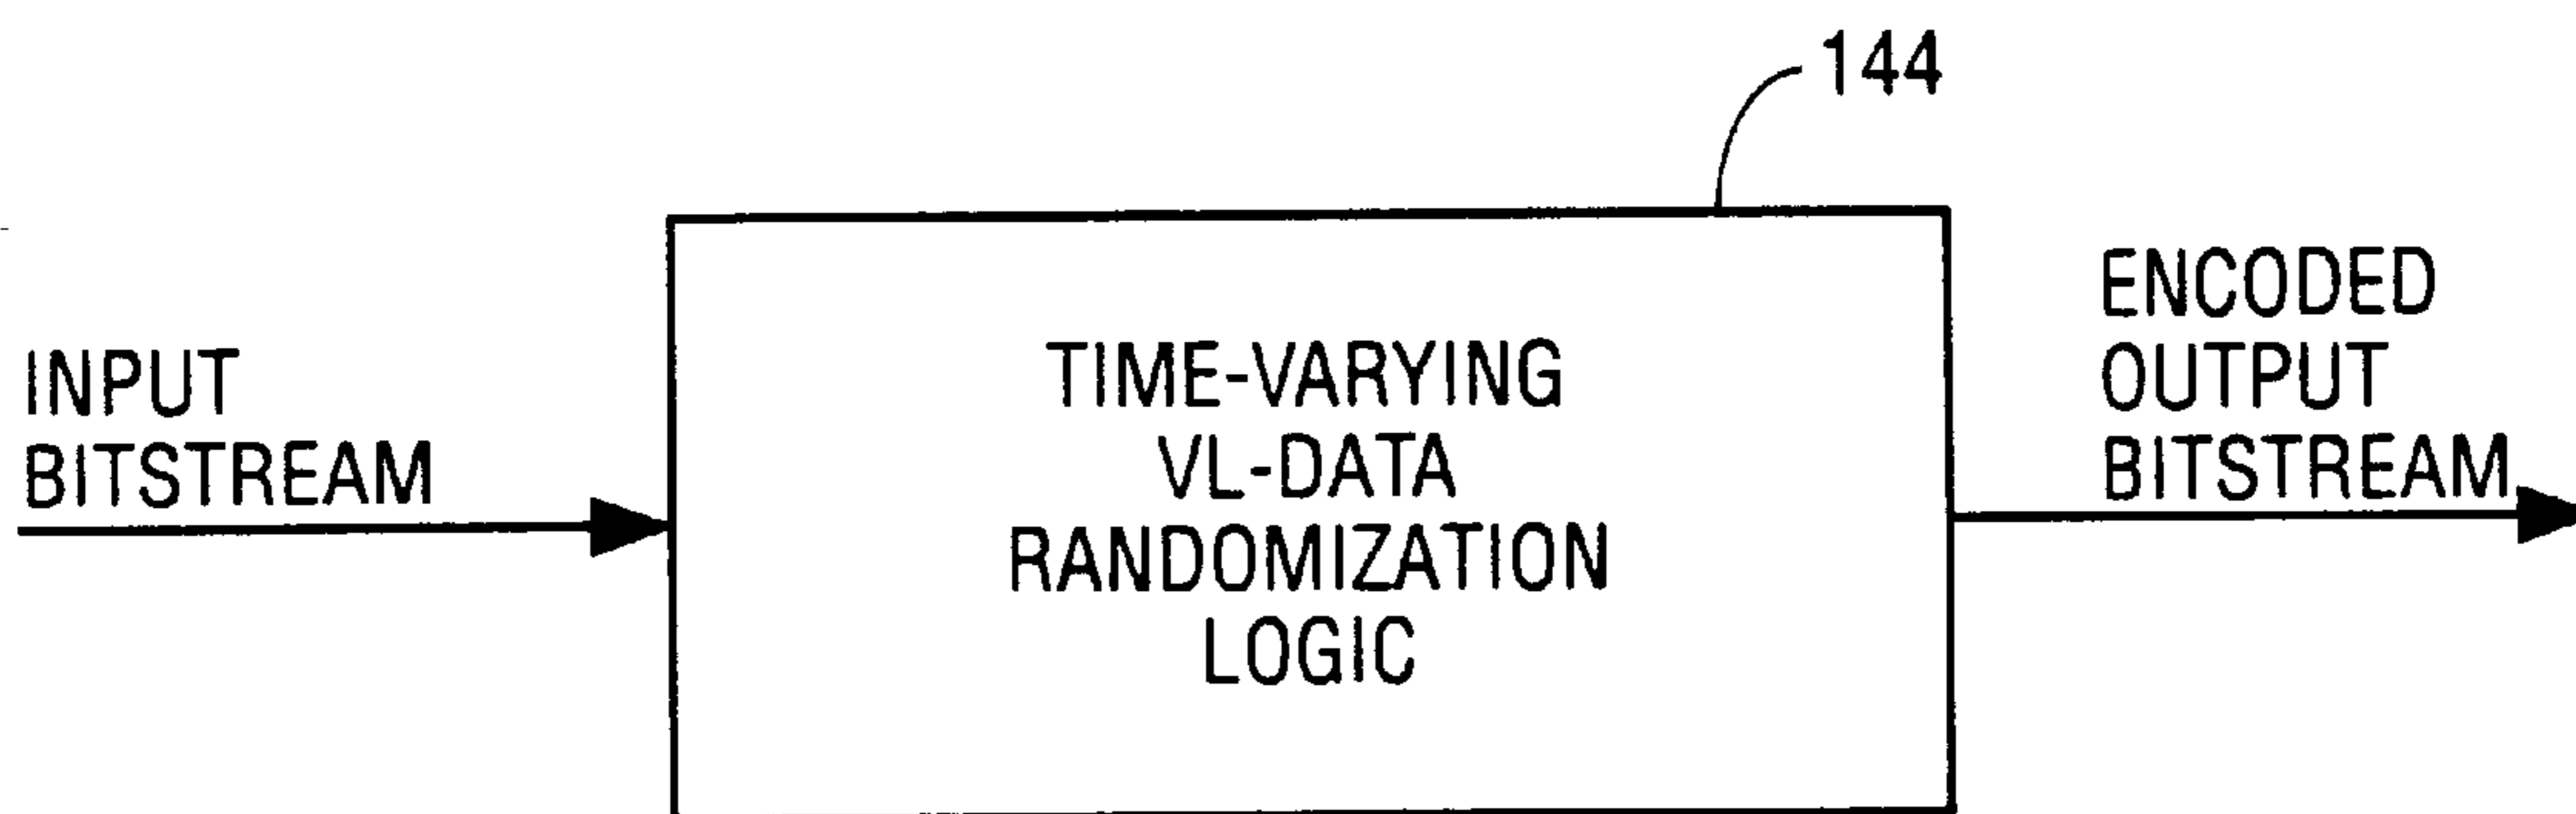 144
INPUT
BITSTREAM
TIME-VARYING
VL-DATA
RANDOMIZATION
LOGIC
ENCODED
OUTPUT
BITSTREAM